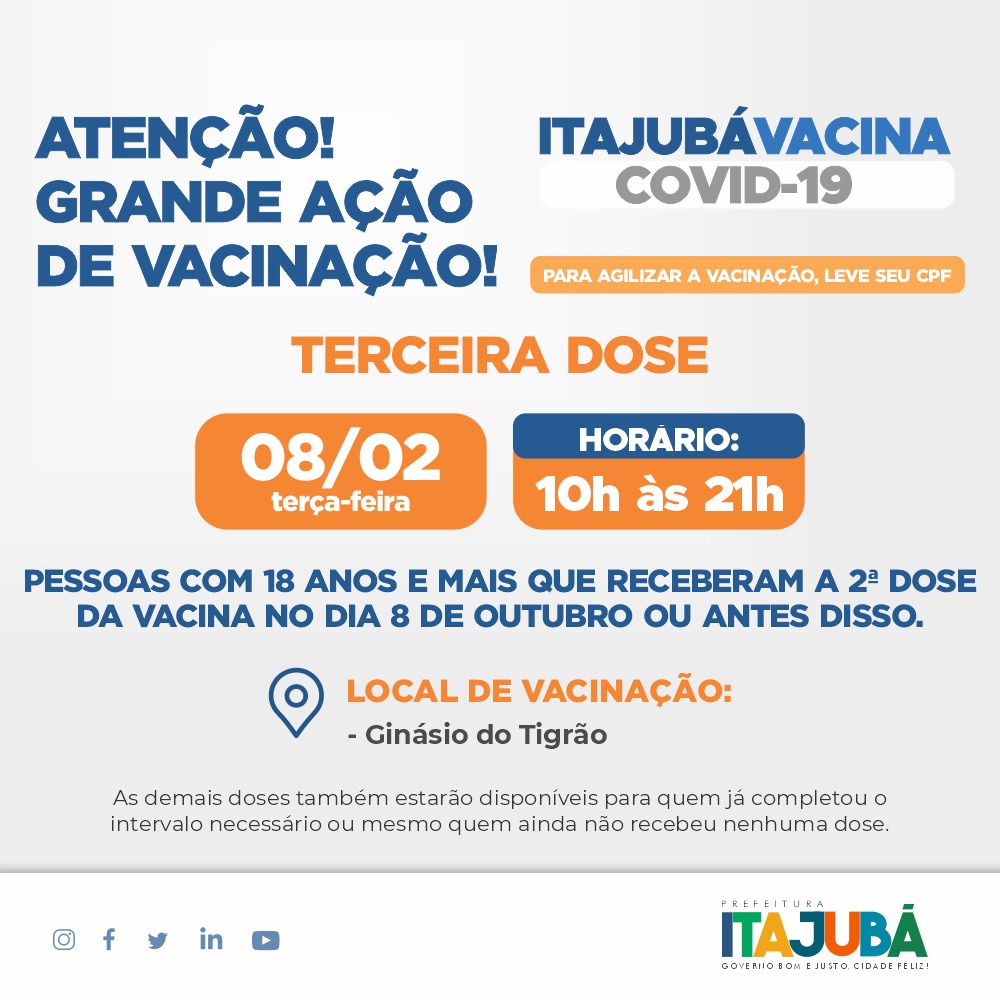 ATENÇÃO!
GRANDE AÇÃO
DE VACINAÇÃO!
ITAJUBÁVACINA
COVID-19
PARA AGILIZAR A VACINAÇÃO, LEVE SEU CPF
TERCEIRA DOSE
08/02
terça-feira
HORÁRIO:
10h às 21h
PESSOAS COM 18 ANOS E MAIS QUE RECEBERAM A 2ª DOSE
DA VACINA NO DIA 8 DE OUTUBRO OU ANTES DISSO.
LOCAL DE VACINAÇÃO:
- Ginásio do Tigrão
As demais doses também estarão disponíveis para quem já completou o
intervalo necessário ou mesmo quem ainda não recebeu nenhuma dose.
PREFEITURA
ITAJUBÁ
GOVERNO BOM E JUSTO, CIDADE FELIZ!